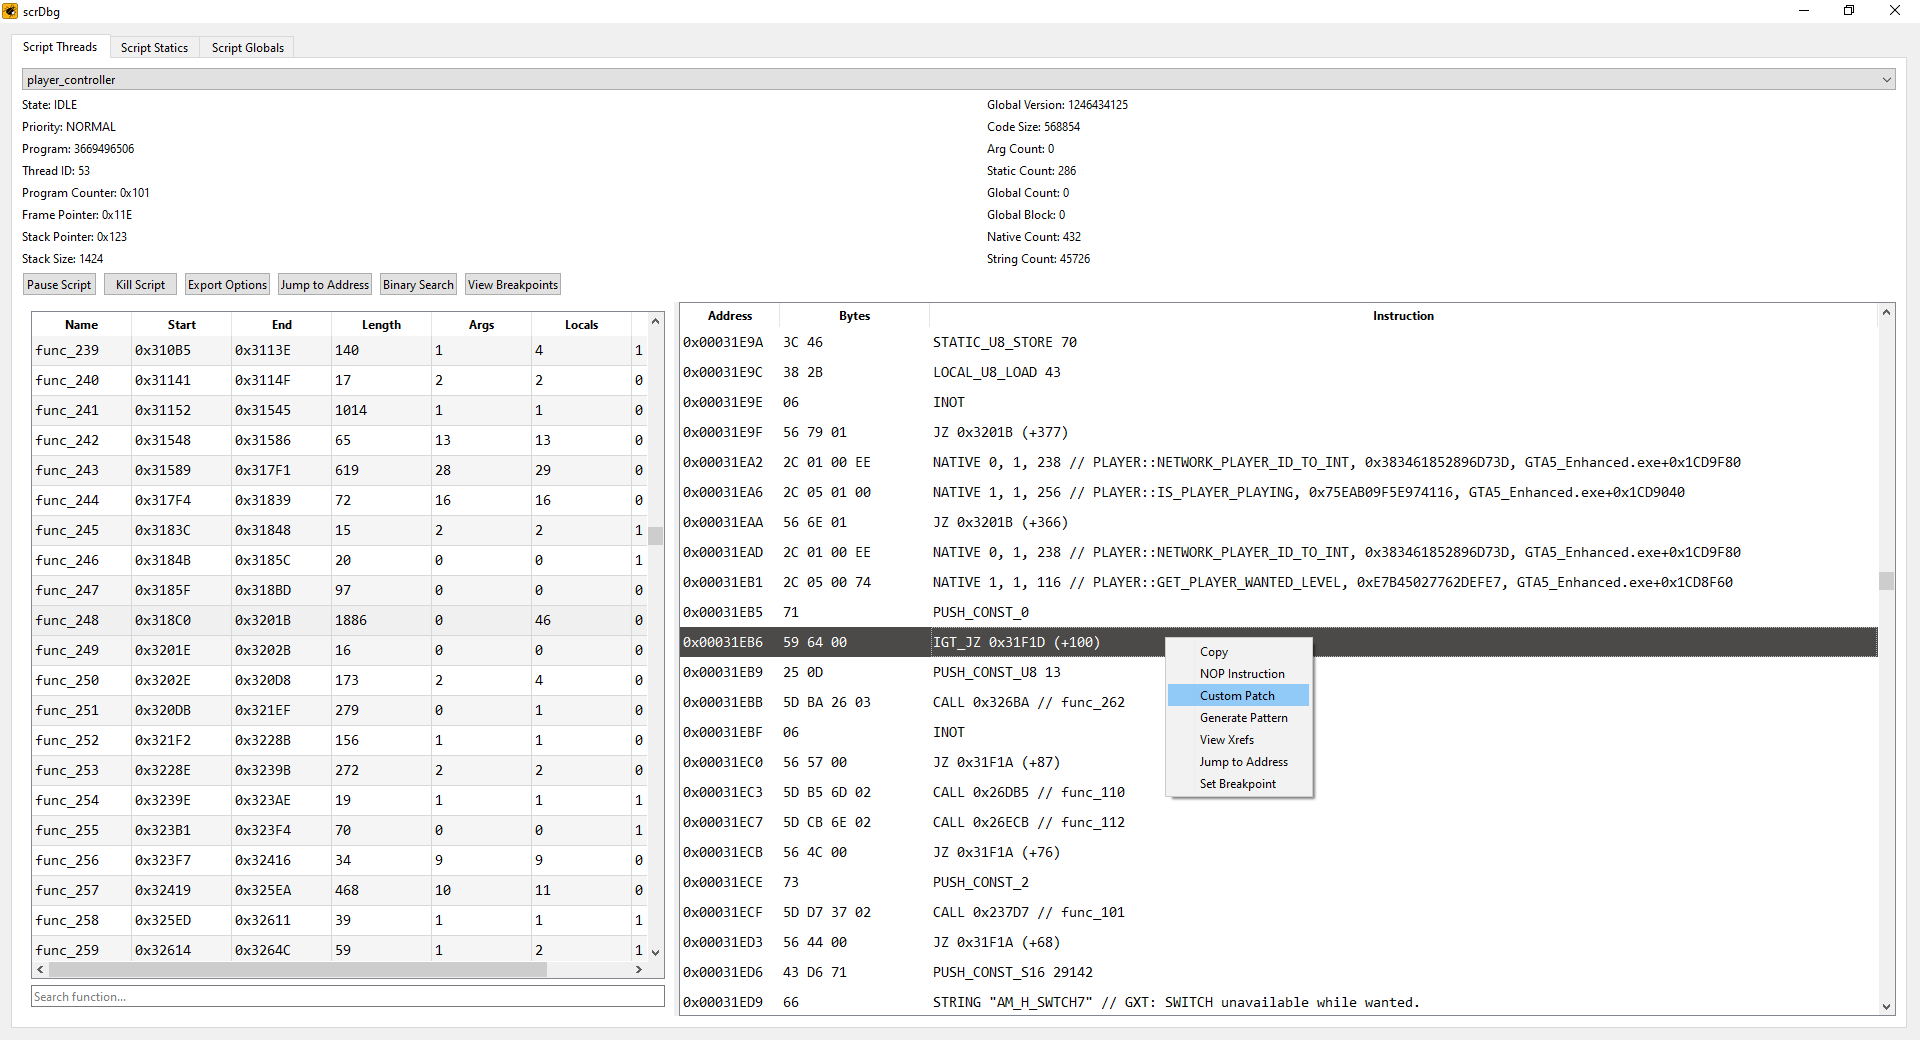 scrDbg
Script Threads Script Statics Script Globals
player_controller
State: IDLE
Priority: NORMAL
Program: 3669496506
Thread ID: 53
Program Counter: 0x101
Frame Pointer: 0x11E
Stack Pointer: 0x123
Stack Size: 1424
Global Version: 1246434125
Code Size: 568854
Arg Count: 0
Static Count: 286
Global Count: 0
Global Block: 0
Native Count: 432
String Count: 45726
Pause Script Kill Script Export Options Jump to Address Binary Search View Breakpoints
Name Start End Length Args Locals
func_239 0x310B5 0x3113E 140 1 4 1
func_240 0x31141 0x3114F 17 2 2 0
func_241 0x31152 0x31545 1014 1 1 0
func_242 0x31548 0x31586 65 13 13 0
func_243 0x31589 0x317F1 619 28 29 0
func_244 0x317F4 0x31839 72 16 16 0
func_245 0x3183C 0x31848 15 2 2 1
func_246 0x3184B 0x3185C 20 0 0 1
func_247 0x3185F 0x318BD 97 0 0 0
func_248 0x318C0 0x3201B 1886 0 46 0
func_249 0x3201E 0x3202B 16 0 0 0
func_250 0x3202E 0x320D8 173 2 4 1
func_251 0x320DB 0x321EF 279 0 1 0
func_252 0x321F2 0x3228B 156 1 1 0
func_253 0x3228E 0x3239B 272 2 2 0
func_254 0x3239E 0x323AE 19 1 1 1
func_255 0x323B1 0x323F4 70 0 0 1
func_256 0x323F7 0x32416 34 9 9 0
func_257 0x32419 0x325EA 468 10 11 0
func_258 0x325ED 0x32611 39 1 1 1
func_259 0x32614 0x3264C 59 1 2 1
Search function...
Address Bytes Instruction
0x00031E9A 3C 46 STATIC_U8_STORE 70
0x00031E9C 38 2B LOCAL_U8_LOAD 43
0x00031E9E 06 INOT
0x00031E9F 56 79 01 JZ 0x3201B (+377)
0x00031EA2 2C 01 00 EE NATIVE 0, 1, 238 // PLAYER::NETWORK_PLAYER_ID_TO_INT, 0x383461852896D73D, GTA5_Enhanced.exe+0x1CD9F80
0x00031EA6 2C 05 01 00 NATIVE 1, 1, 256 // PLAYER::IS_PLAYER_PLAYING, 0x75EAB09F5E974116, GTA5_Enhanced.exe+0x1CD9040
0x00031EAA 56 6E 01 JZ 0x3201B (+366)
0x00031EAD 2C 01 00 EE NATIVE 0, 1, 238 // PLAYER::NETWORK_PLAYER_ID_TO_INT, 0x383461852896D73D, GTA5_Enhanced.exe+0x1CD9F80
0x00031EB1 2C 05 00 74 NATIVE 1, 1, 116 // PLAYER::GET_PLAYER_WANTED_LEVEL, 0xE7B45027762DEFE7, GTA5_Enhanced.exe+0x1CD8F60
0x00031EB5 71 PUSH_CONST_0
0x00031EB6 59 64 00 IGT_JZ 0x31F1D (+100)
0x00031EB9 25 0D PUSH_CONST_U8 13
0x00031EBB 5D BA 26 03 CALL 0x326BA // func_262
0x00031EBF 06 INOT
0x00031EC0 56 57 00 JZ 0x31F1A (+87)
0x00031EC3 5D B5 6D 02 CALL 0x26DB5 // func_110
0x00031EC7 5D CB 6E 02 CALL 0x26ECB // func_112
0x00031ECB 56 4C 00 JZ 0x31F1A (+76)
0x00031ECE 73 PUSH_CONST_2
0x00031ECF 5D D7 37 02 CALL 0x237D7 // func_101
0x00031ED3 56 44 00 JZ 0x31F1A (+68)
0x00031ED6 43 D6 71 PUSH_CONST_S16 29142
0x00031ED9 66 STRING "AM_H_SWTCH7" // GXT: SWITCH unavailable while wanted.
Copy
NOP Instruction
Custom Patch
Generate Pattern
View Xrefs
Jump to Address
Set Breakpoint